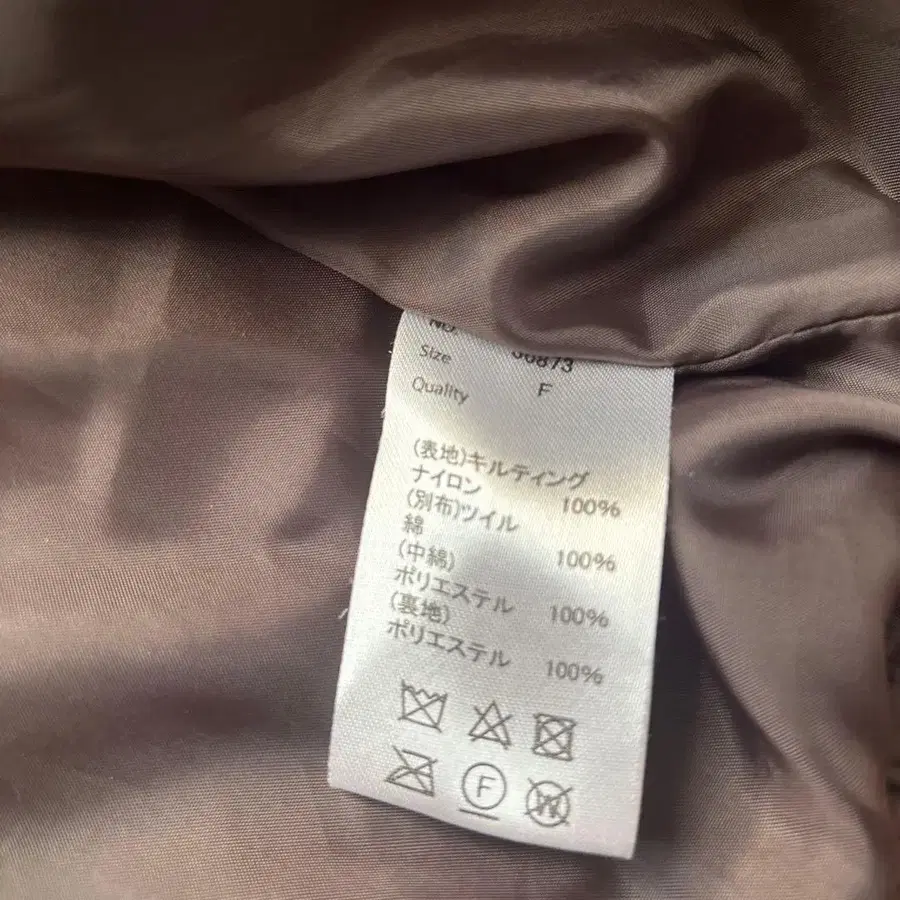 No
Size 00873
Quality F
(表地)キルティング
ナイロン 100%
(別布)ツイル
綿 100%
(中綿)
ポリエステル 100%
(裏地)
ポリエステル 100%
F W